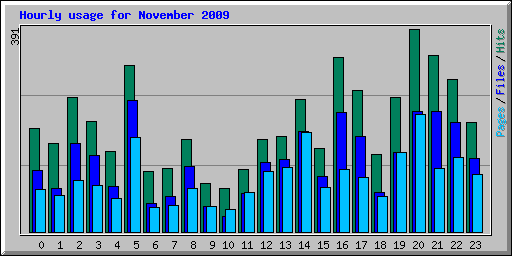 Hourly usage for November 2009
391
Pages / Files / Hits
0 1 2 3 4 5 6 7 8 9 10 11 12 13 14 15 16 17 18 19 20 21 22 23